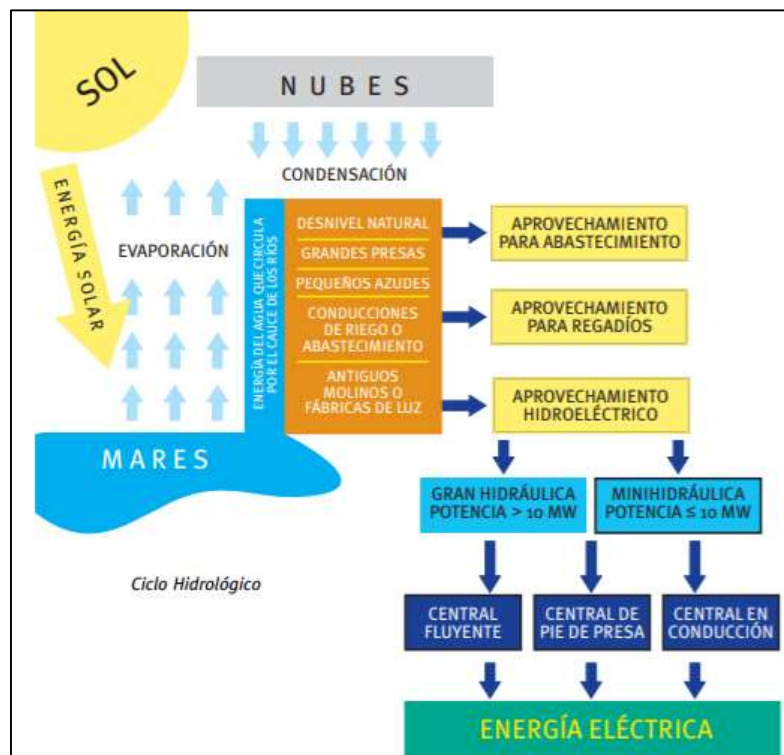 SOL
NUBES
CONDENSACIÓN
ENERGÍA SOLAR
EVAPORACIÓN
ENERGÍA DEL AGUA QUE CIRCULA
POR EL CAUCE DE LOS RÍOS
DESNIVEL NATURAL
GRANDES PRESAS
PEQUEÑOS AZUDES
CONDUCCIONES
DE RIEGO O
ABASTECIMIENTO
ANTIGUOS
MOLINOS O
FÁBRICAS DE LUZ
APROVECHAMIENTO
PARA ABASTECIMIENTO
APROVECHAMIENTO
PARA REGADÍOS
APROVECHAMIENTO
HIDROELÉCTRICO
MARES
GRAN HIDRÁULICA
POTENCIA > 10 MW
MINIHIDRÁULICA
POTENCIA ≤ 10 MW
Ciclo Hidrológico
CENTRAL
FLUYENTE
CENTRAL DE
PIE DE PRESA
CENTRAL EN
CONDUCCIÓN
ENERGÍA ELÉCTRICA